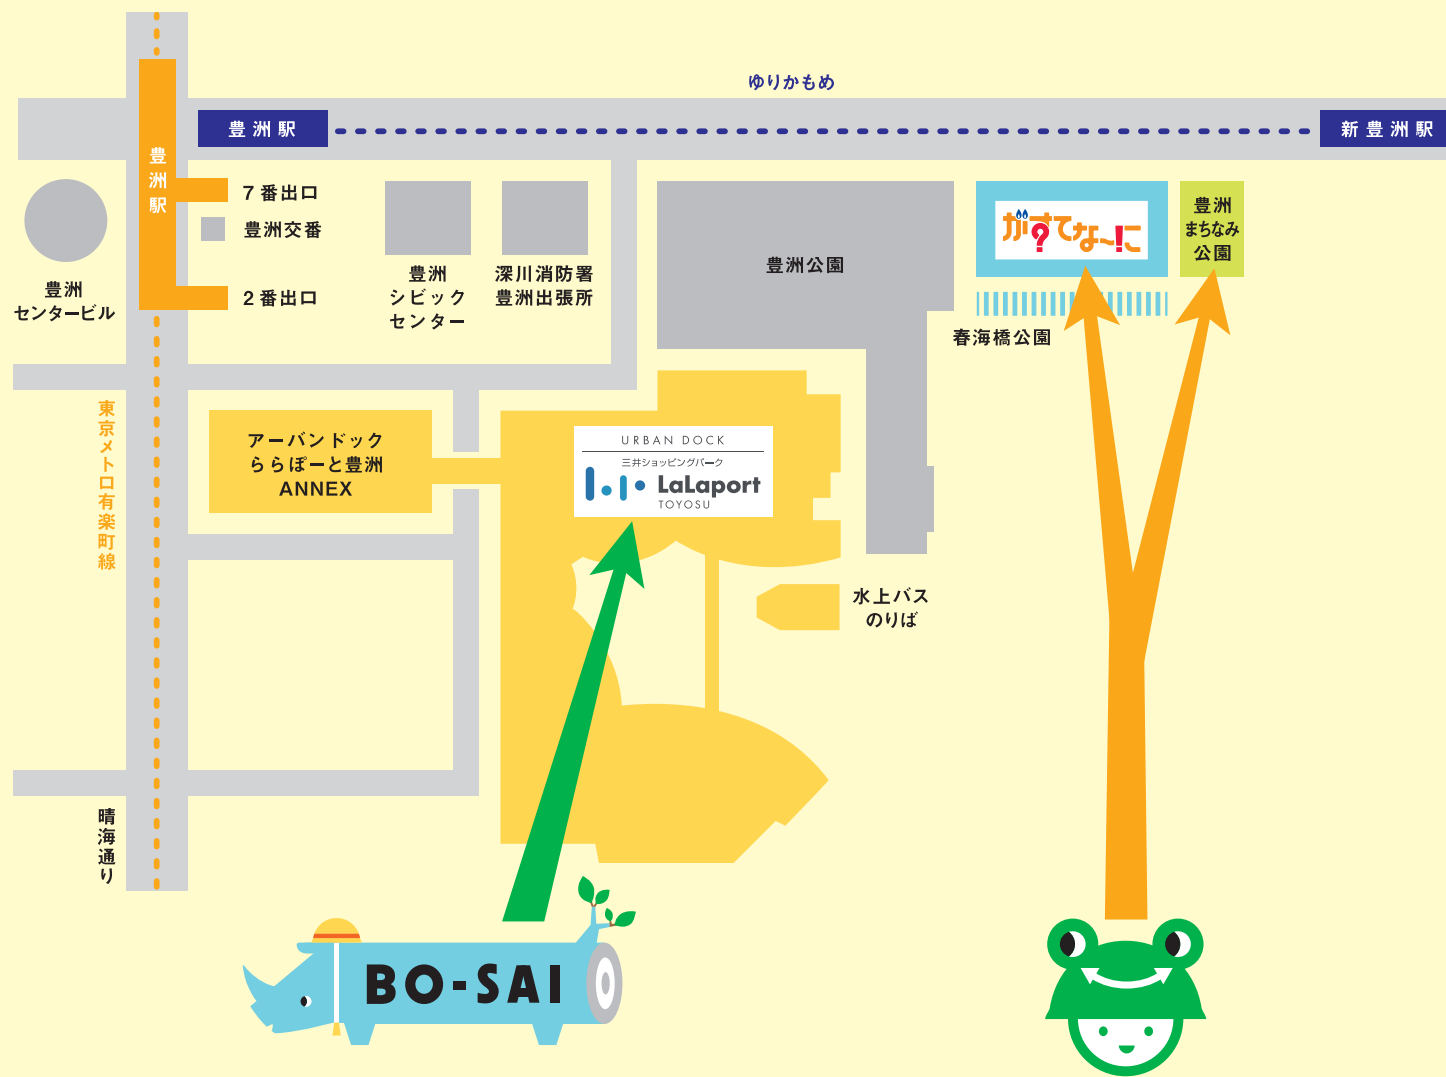 ゆりかもめ
豊洲駅
新豊洲駅
豊洲駅
7番出口
豊洲交番
2番出口
豊洲
センタービル
豊洲
シビック
センター
深川消防署
豊洲出張所
豊洲公園
がすてな〜に
豊洲
まちなみ
公園
春海橋公園
東京メトロ有楽町線
アーバンドック
ららぽーと豊洲
ANNEX
URBAN DOCK
三井ショッピングパーク
LaLaport
TOYOSU
水上バス
のりば
晴海通り
BO-SAI